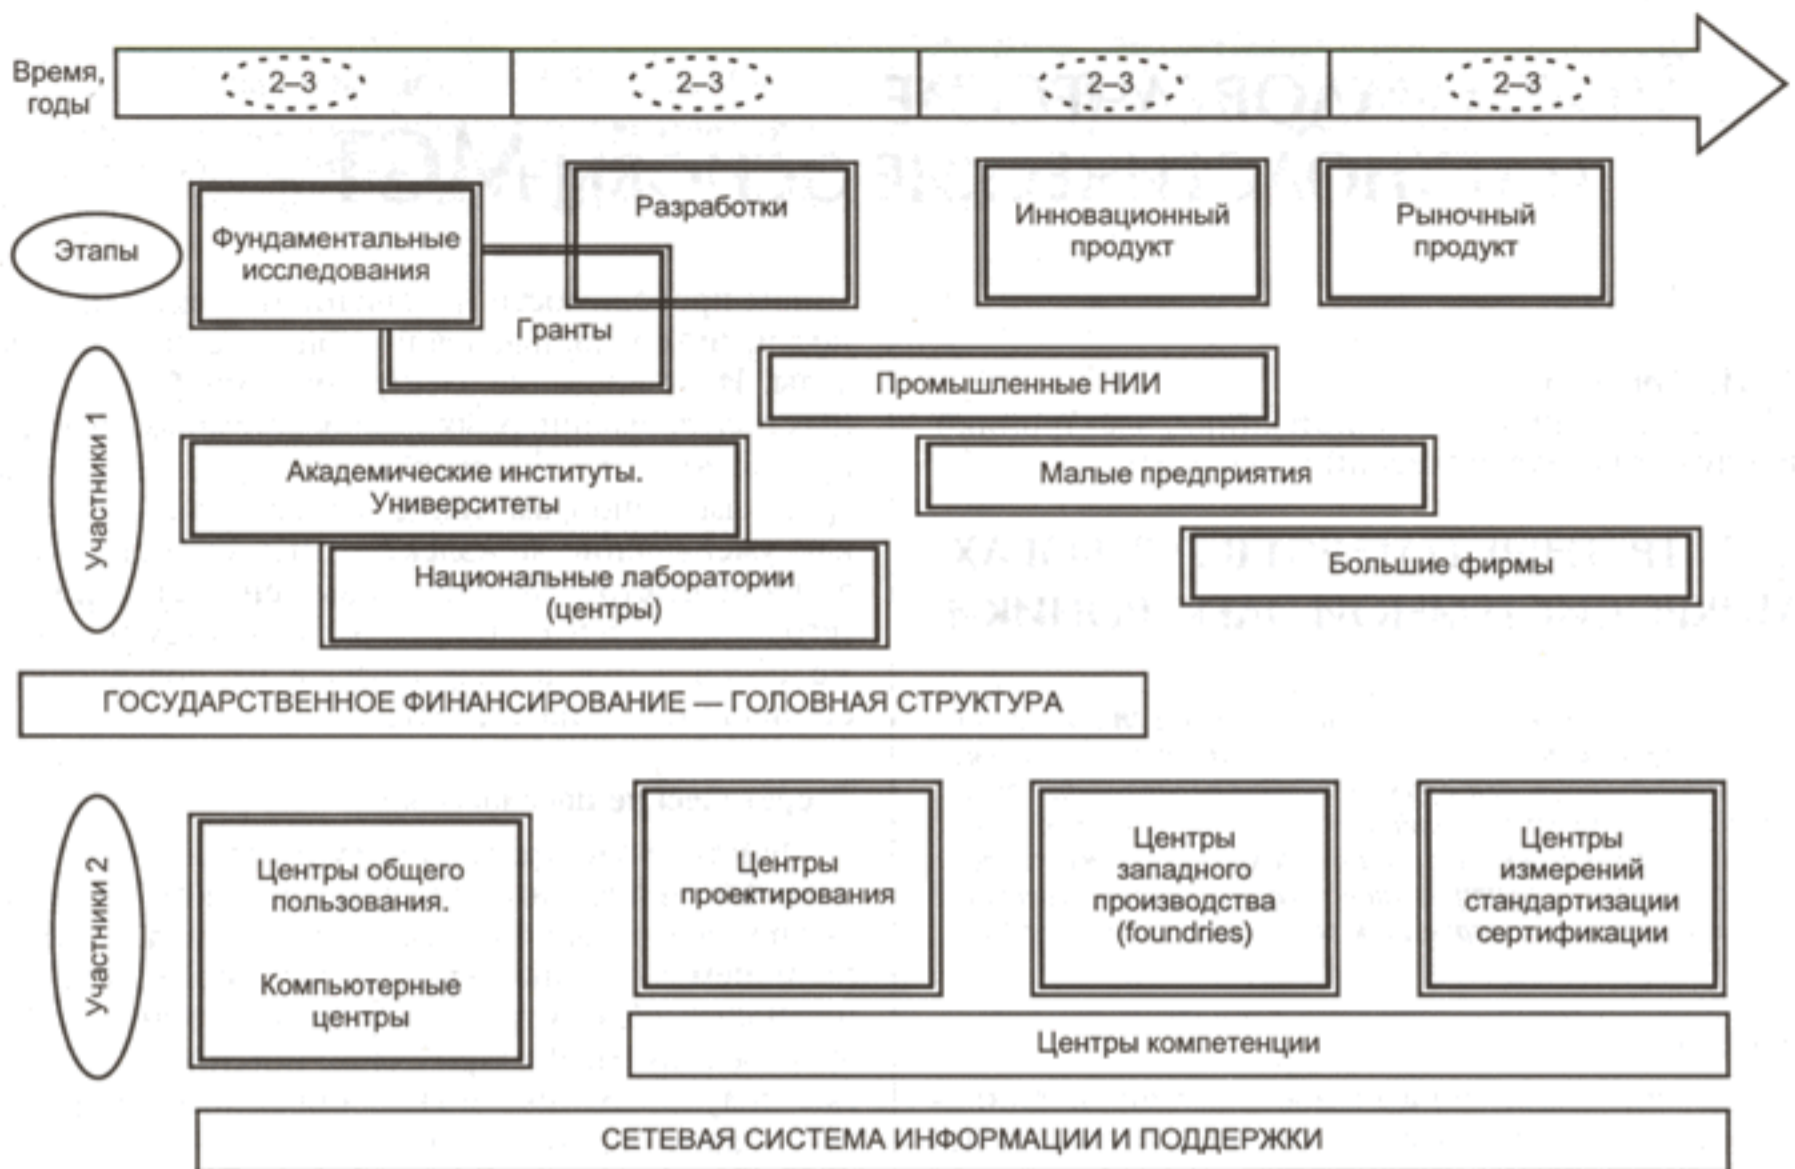 Время,
годы
2–3
2–3
2–3
2–3
Этапы
Фундаментальные
исследования
Разработки
Гранты
Инновационный
продукт
Рыночный
продукт
Участники 1
Промышленные НИИ
Академические институты.
Университеты
Малые предприятия
Национальные лаборатории
(центры)
Большие фирмы
ГОСУДАРСТВЕННОЕ ФИНАНСИРОВАНИЕ — ГОЛОВНАЯ СТРУКТУРА
Участники 2
Центры общего
пользования.
Компьютерные
центры
Центры
проектирования
Центры
западного
производства
(foundries)
Центры
измерений
стандартизации
сертификации
Центры компетенции
СЕТЕВАЯ СИСТЕМА ИНФОРМАЦИИ И ПОДДЕРЖКИ